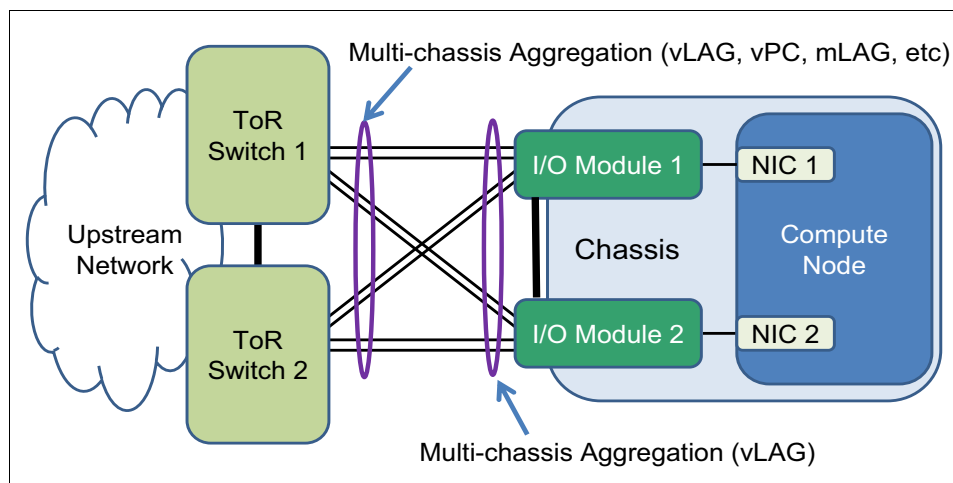 Multi-chassis Aggregation (vLAG, vPC, mLAG, etc)
ToR
Switch 1
I/O Module 1
NIC 1
Upstream
Network
Chassis
Compute
Node
ToR
Switch 2
I/O Module 2
NIC 2
Multi-chassis Aggregation (vLAG)